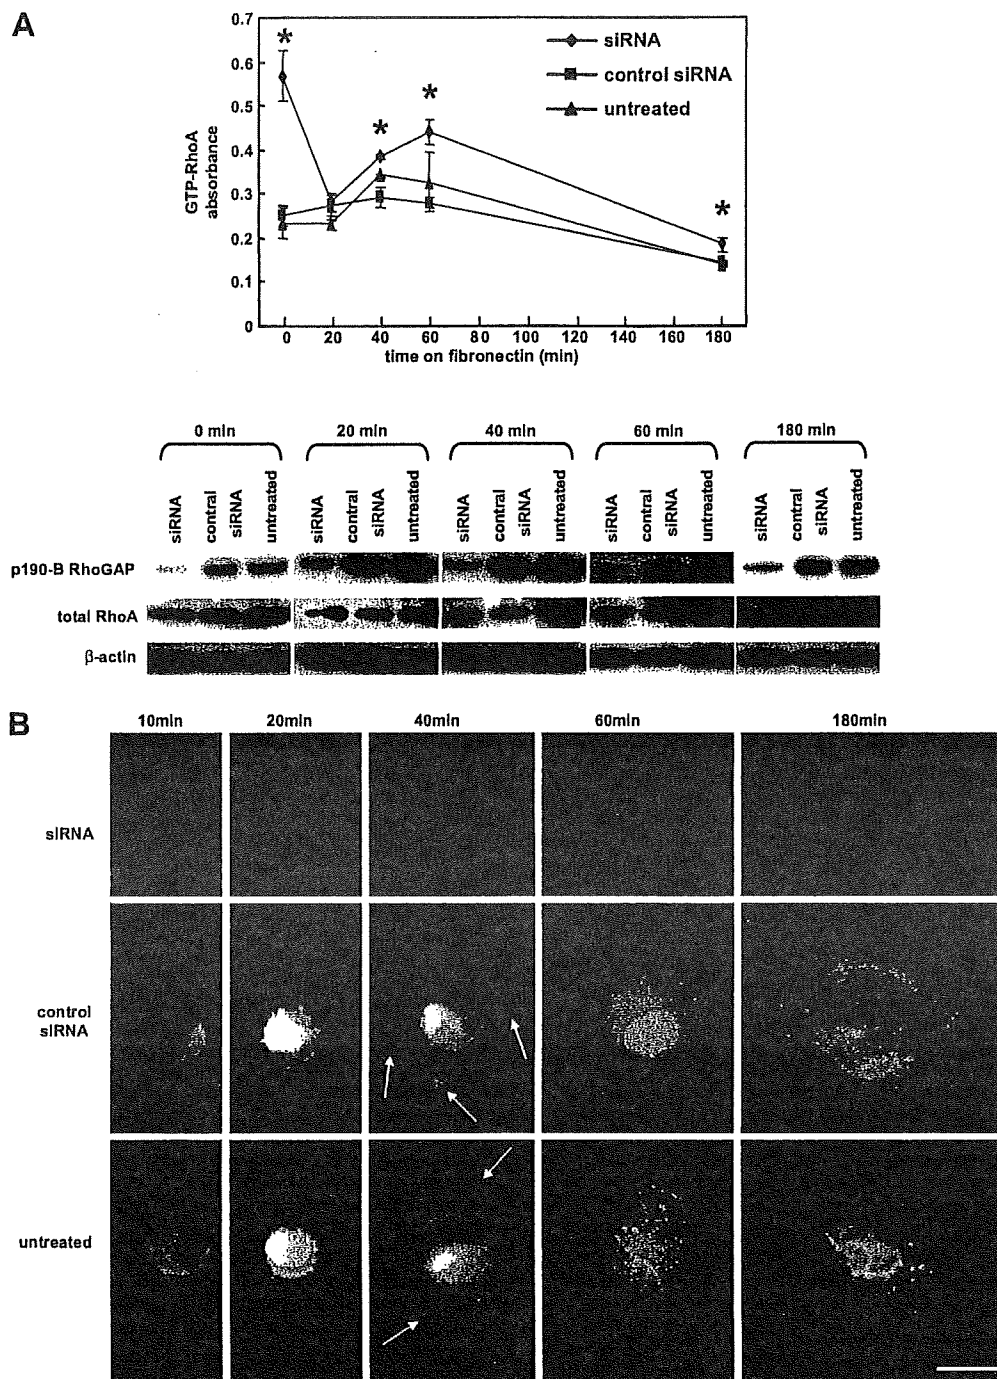 A
0.7
0.6
0.5
0.4
0.3
0.2
0.1
0
GTP-RhoA
absorbance
*
*
*
*
siRNA
control siRNA
untreated
0 20 40 60 80 100 120 140 160 180
time on fibronectin (min)
0 min 20 min 40 min 60 min 180 min
siRNA contral siRNA untreated siRNA control siRNA untreated siRNA control siRNA untreated siRNA control siRNA untreated siRNA control siRNA untreated
p190-B RhoGAP
total RhoA
β-actin
B
10min 20min 40min 60min 180min
siRNA
control
siRNA
untreated